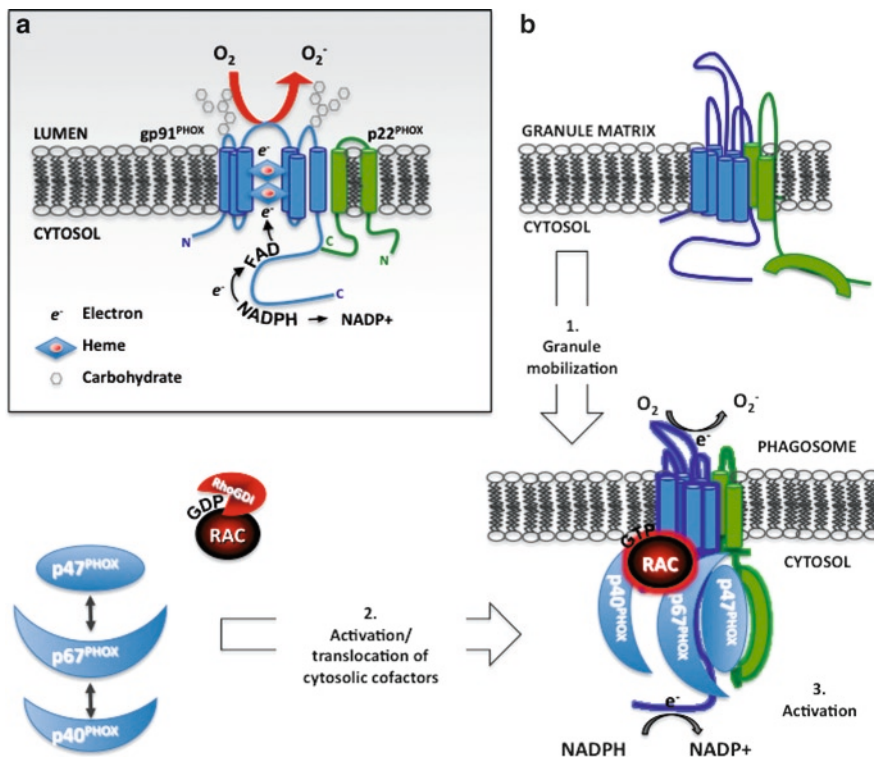 a
O2 O2-
LUMEN
gp91PHOX
p22PHOX
e-
e-
CYTOSOL
N
C
N
FAD
e-
C
NADPH → NADP+
e- Electron
Heme
Carbohydrate
b
GRANULE MATRIX
CYTOSOL
1.
Granule
mobilization
O2 O2-
e-
PHAGOSOME
CYTOSOL
GTP
RAC
p40PHOX
p67PHOX
p47PHOX
e-
NADPH NADP+
3.
Activation
RhoGDI
GDP
RAC
p47PHOX
p67PHOX
p40PHOX
2.
Activation/
translocation of
cytosolic cofactors